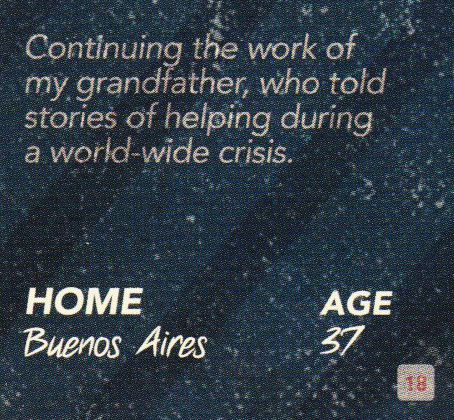 Continuing the work of
my grandfather, who told
stories of helping during
a world-wide crisis.
HOME
AGE
Buenos Aires
37
18